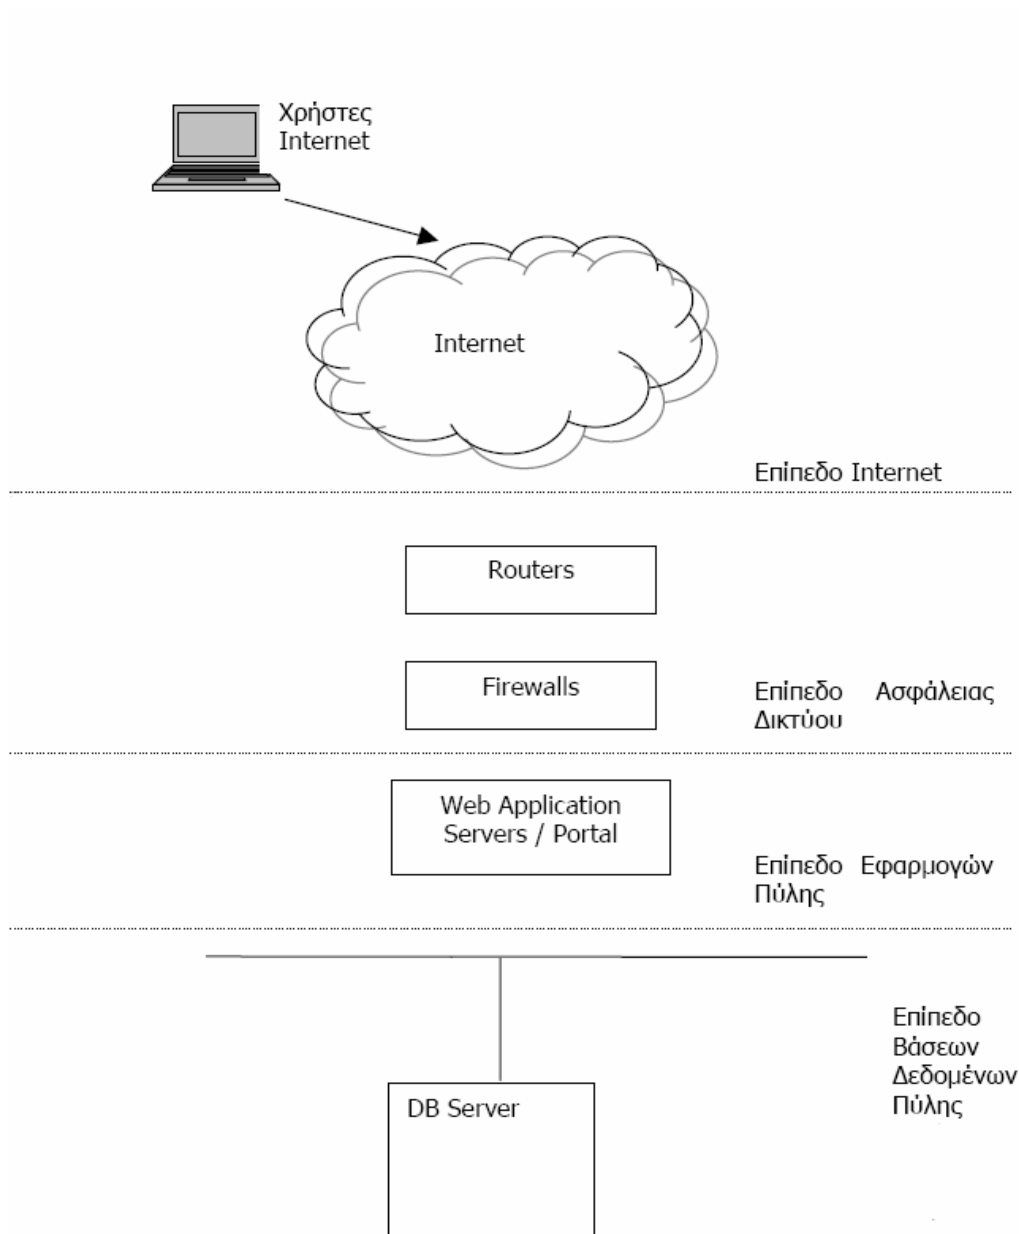 Χρήστες
Internet
Internet
Επίπεδο Internet
Routers
Firewalls
Επίπεδο Ασφάλειας
Δικτύου
Web Application
Servers / Portal
Επίπεδο Εφαρμογών
Πύλης
Επίπεδο
Βάσεων
Δεδομένων
Πύλης
DB Server